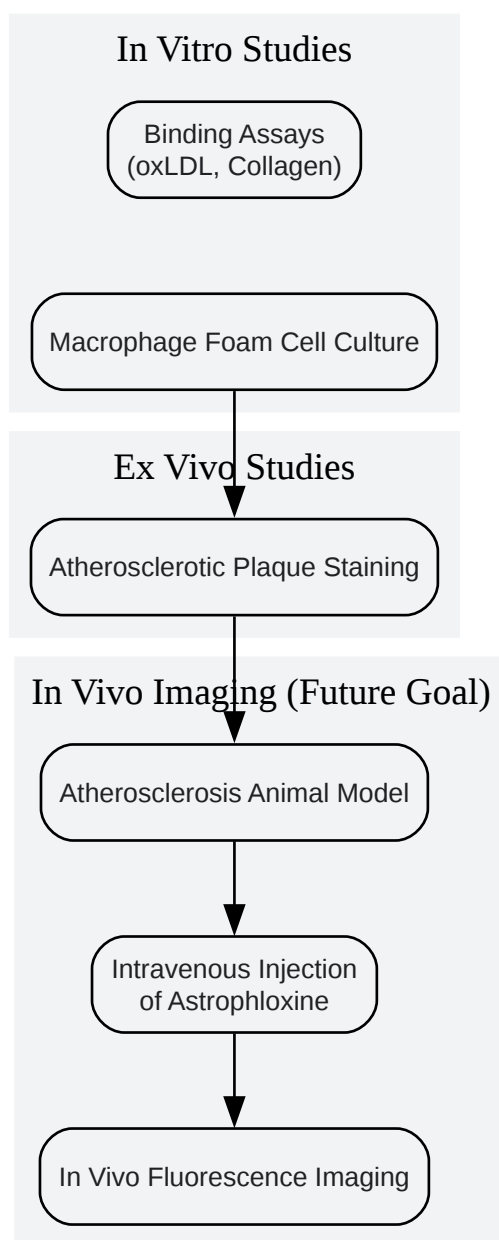 In Vitro Studies
Binding Assays
(oxLDL, Collagen)
Macrophage Foam Cell Culture
Ex Vivo Studies
Atherosclerotic Plaque Staining
In Vivo Imaging (Future Goal)
Atherosclerosis Animal Model
Intravenous Injection
of Astrophloxine
In Vivo Fluorescence Imaging